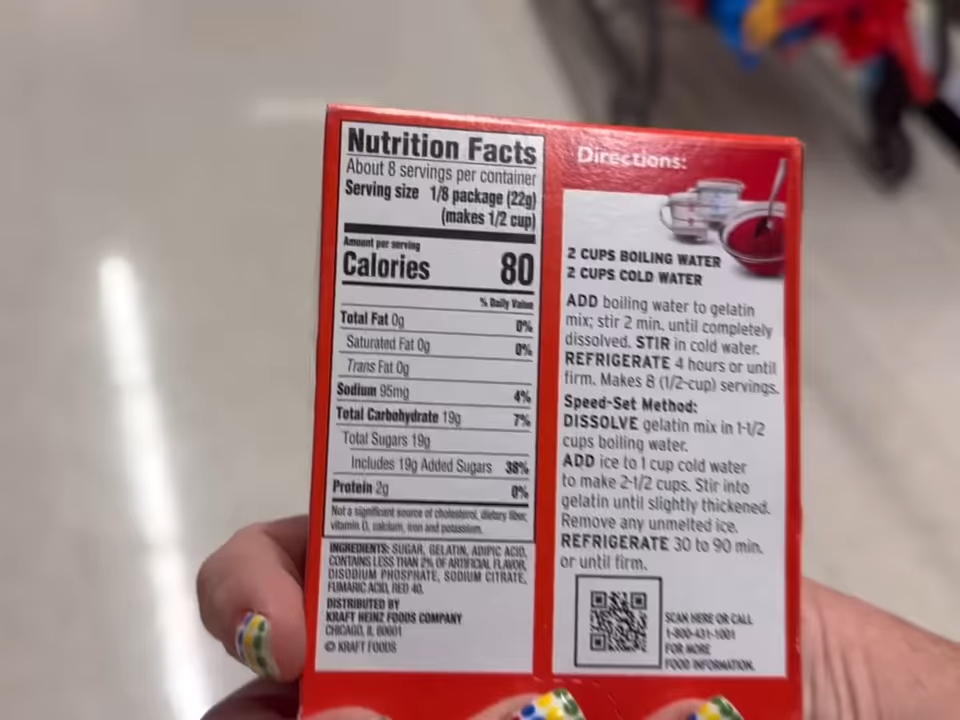 Nutrition Facts
About 8 servings per container
Serving size 1/8 package (22g)
(makes 1/2 cup)
Amount per serving
Calories 80
% Daily Value
Total Fat 0g 0%
Saturated Fat 0g 0%
Trans Fat 0g
Sodium 95mg 4%
Total Carbohydrate 19g 7%
Total Sugars 19g
Includes 19g Added Sugars 38%
Protein 2g 0%
Not a significant source of cholesterol, dietary fiber,
vitamin D, calcium, iron and potassium.
INGREDIENTS: SUGAR, GELATIN, ADIPIC ACID,
CONTAINS LESS THAN 2% OF ARTIFICIAL FLAVOR,
DISODIUM PHOSPHATE, SODIUM CITRATE,
FUMARIC ACID, RED 40.
DISTRIBUTED BY
KRAFT HEINZ FOODS COMPANY
CHICAGO, IL 60601
© KRAFT FOODS
Directions:
2 CUPS BOILING WATER
2 CUPS COLD WATER
ADD boiling water to gelatin
mix; stir 2 min. until completely
dissolved. STIR in cold water.
REFRIGERATE 4 hours or until
firm. Makes 8 (1/2-cup) servings.
Speed-Set Method:
DISSOLVE gelatin mix in 1-1/2
cups boiling water.
ADD ice to 1 cup cold water
to make 2-1/2 cups. Stir into
gelatin until slightly thickened.
Remove any unmelted ice.
REFRIGERATE 30 to 90 min.
or until firm.
SCAN HERE OR CALL
1-800-431-1001
FOR MORE
FOOD INFORMATION.